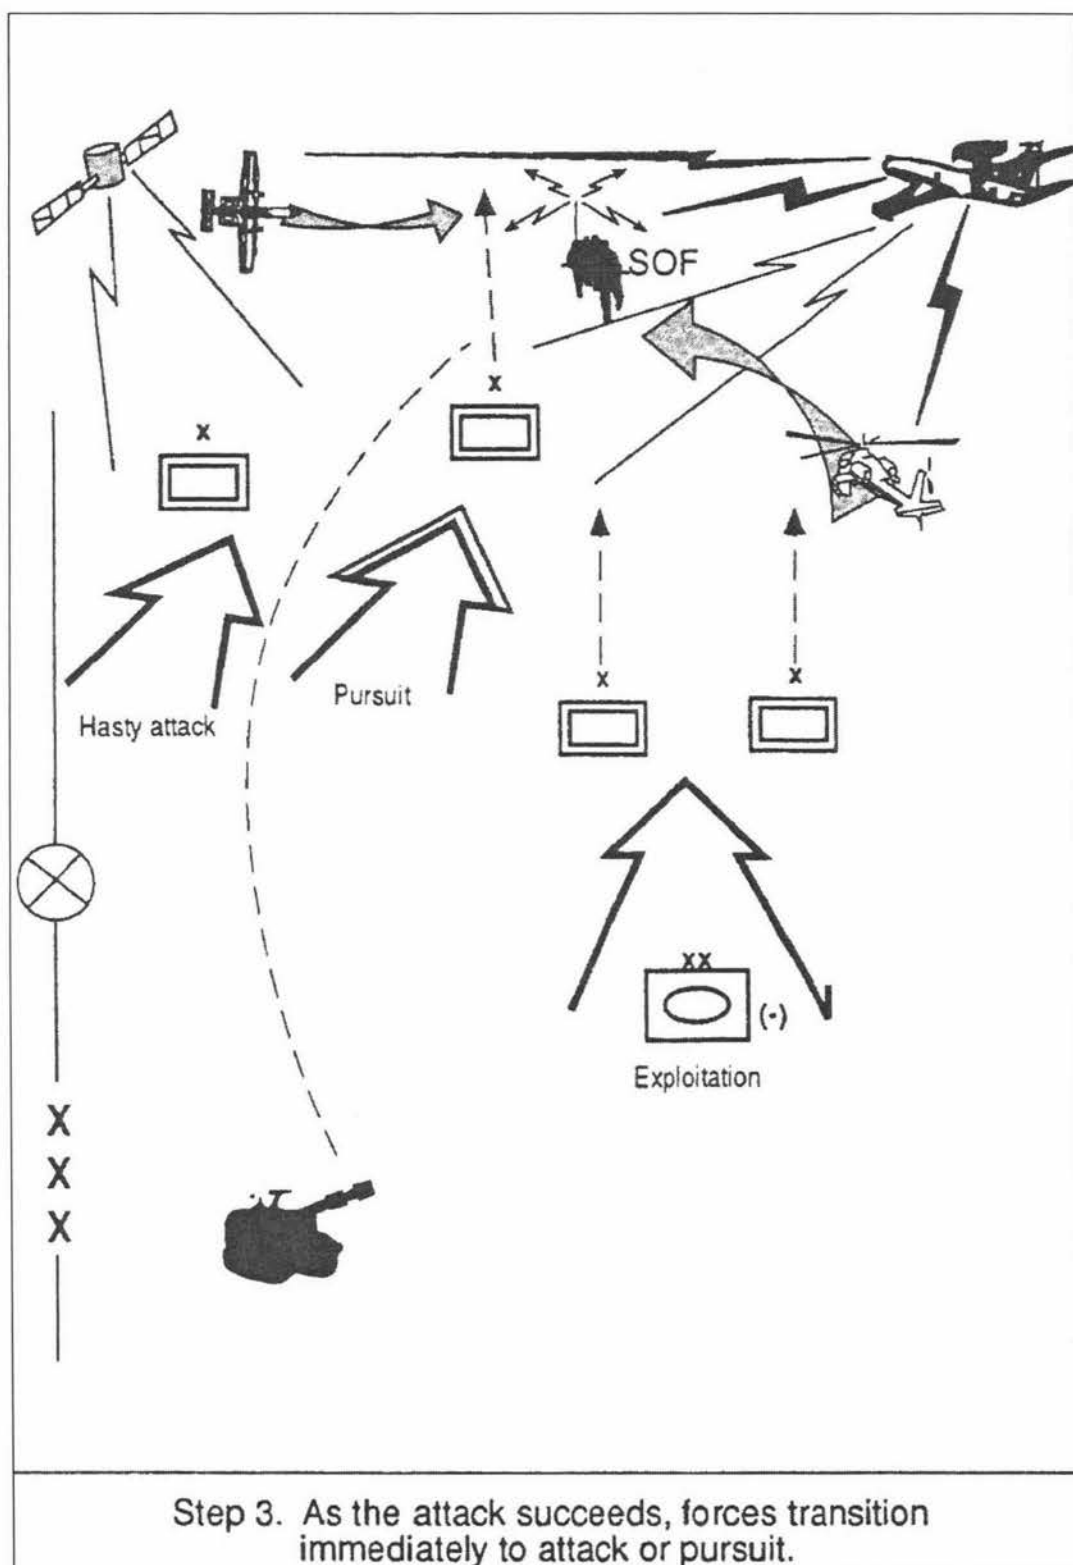 SOF
x
x
Pursuit
Hasty attack
x
x
xx
(-)
Exploitation
X
X
X
Step 3. As the attack succeeds, forces transition
immediately to attack or pursuit.